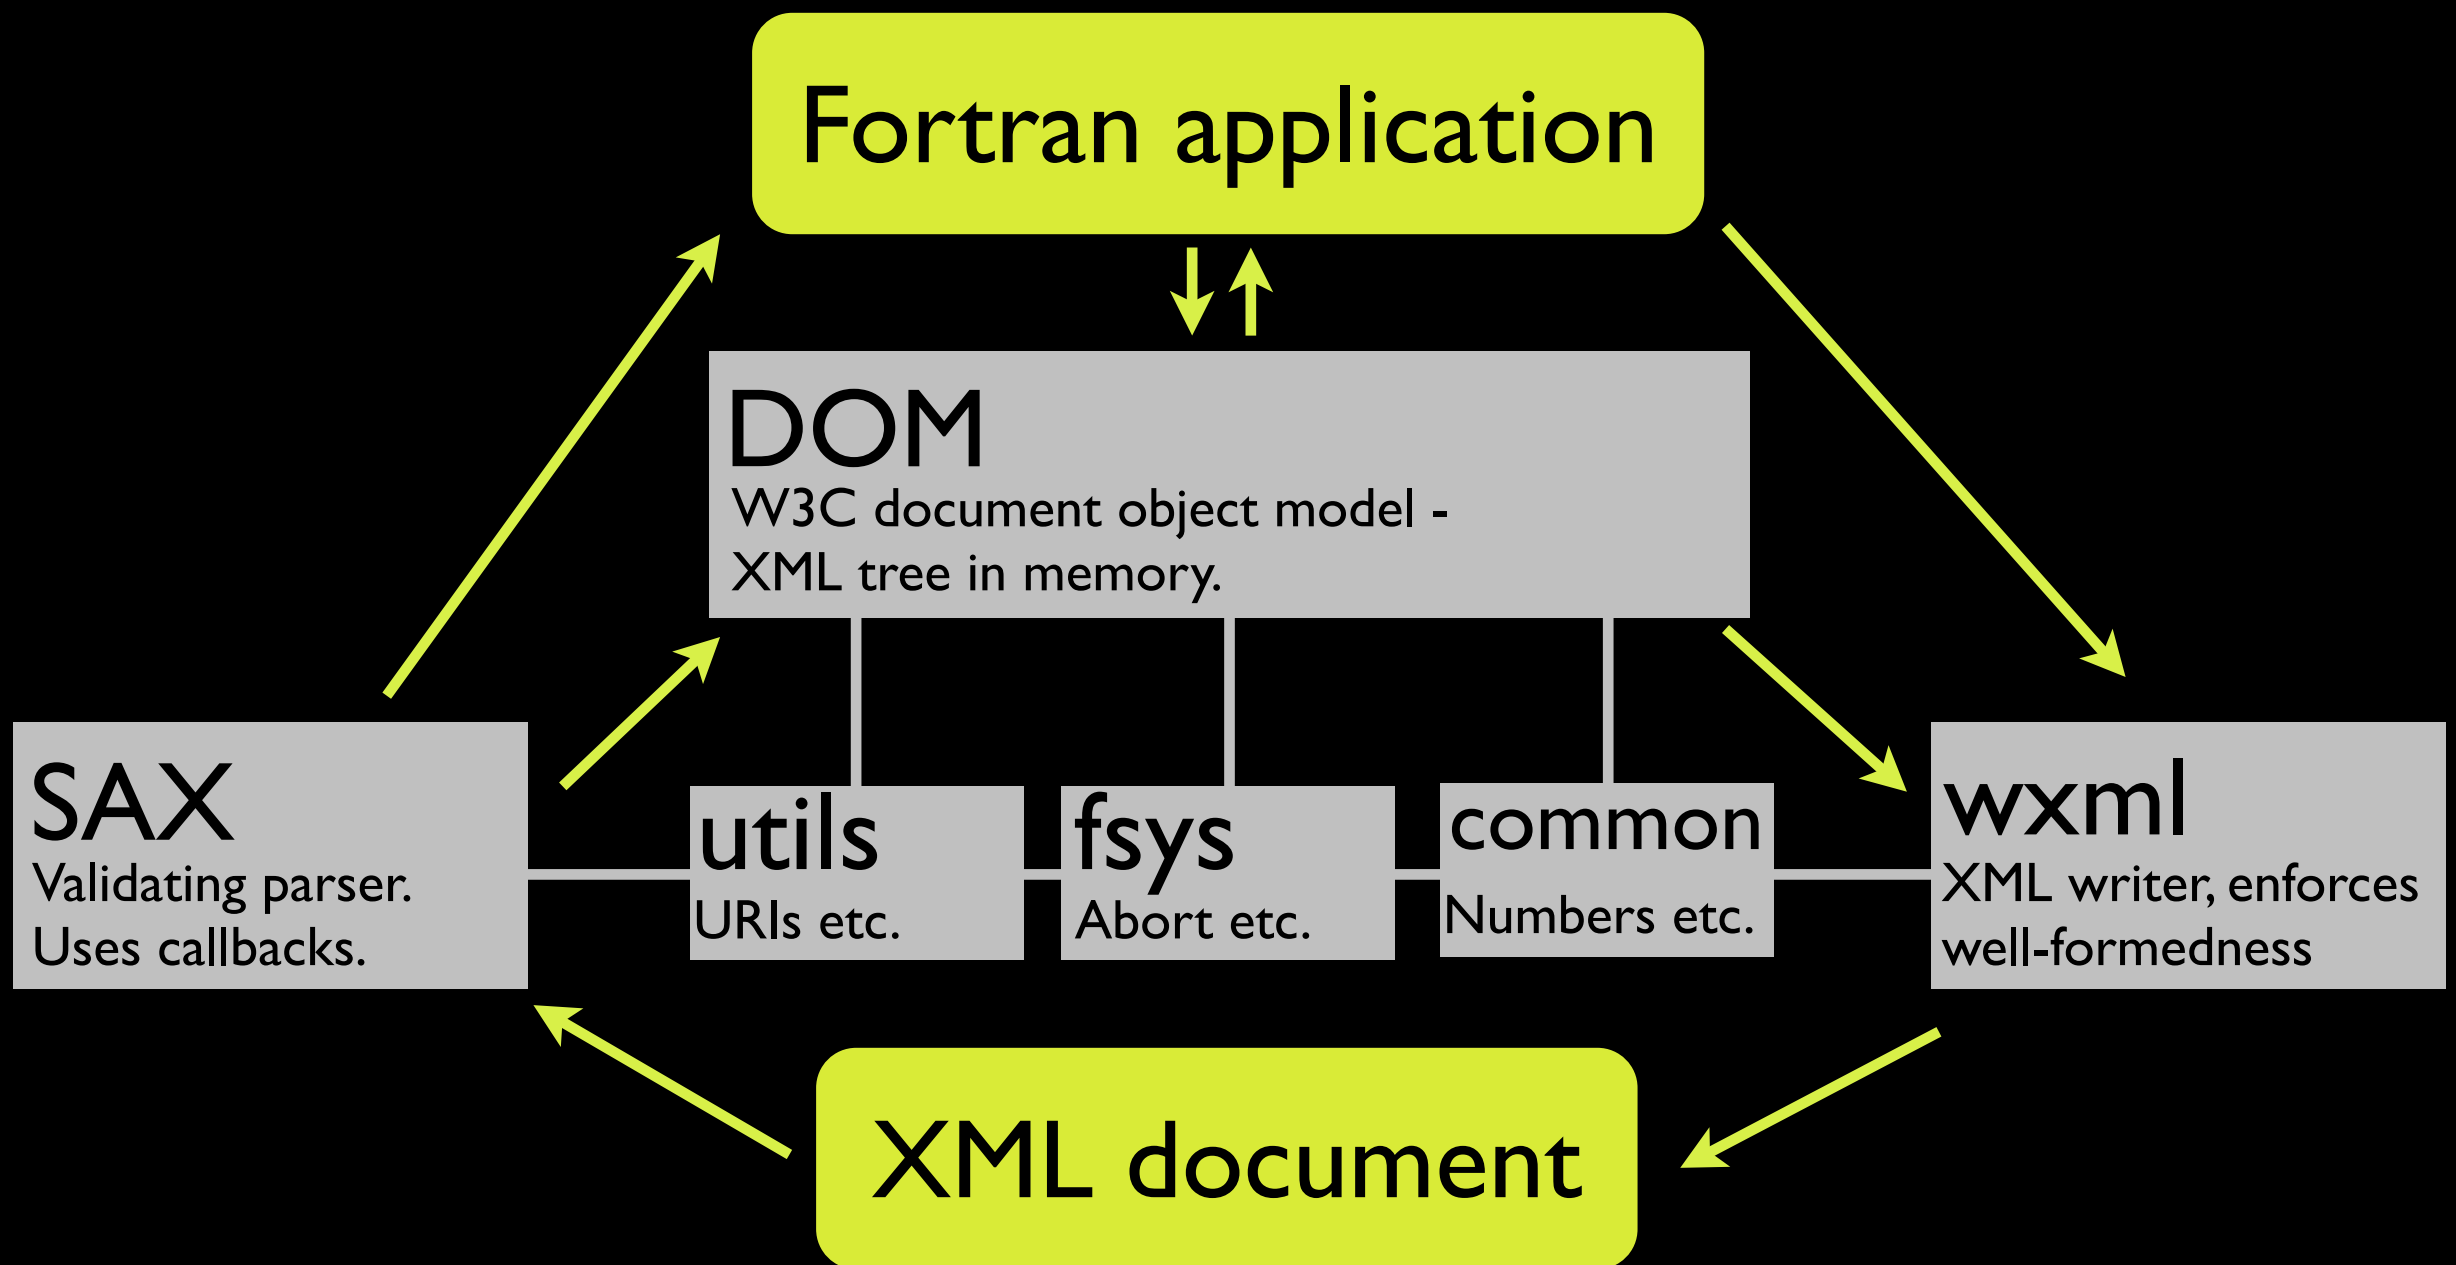 Fortran application
DOM
W3C document object model -
XML tree in memory.
SAX
Validating parser.
Uses callbacks.
utils
URIs etc.
fsys
Abort etc.
common
Numbers etc.
wxml
XML writer, enforces
well-formedness
XML document